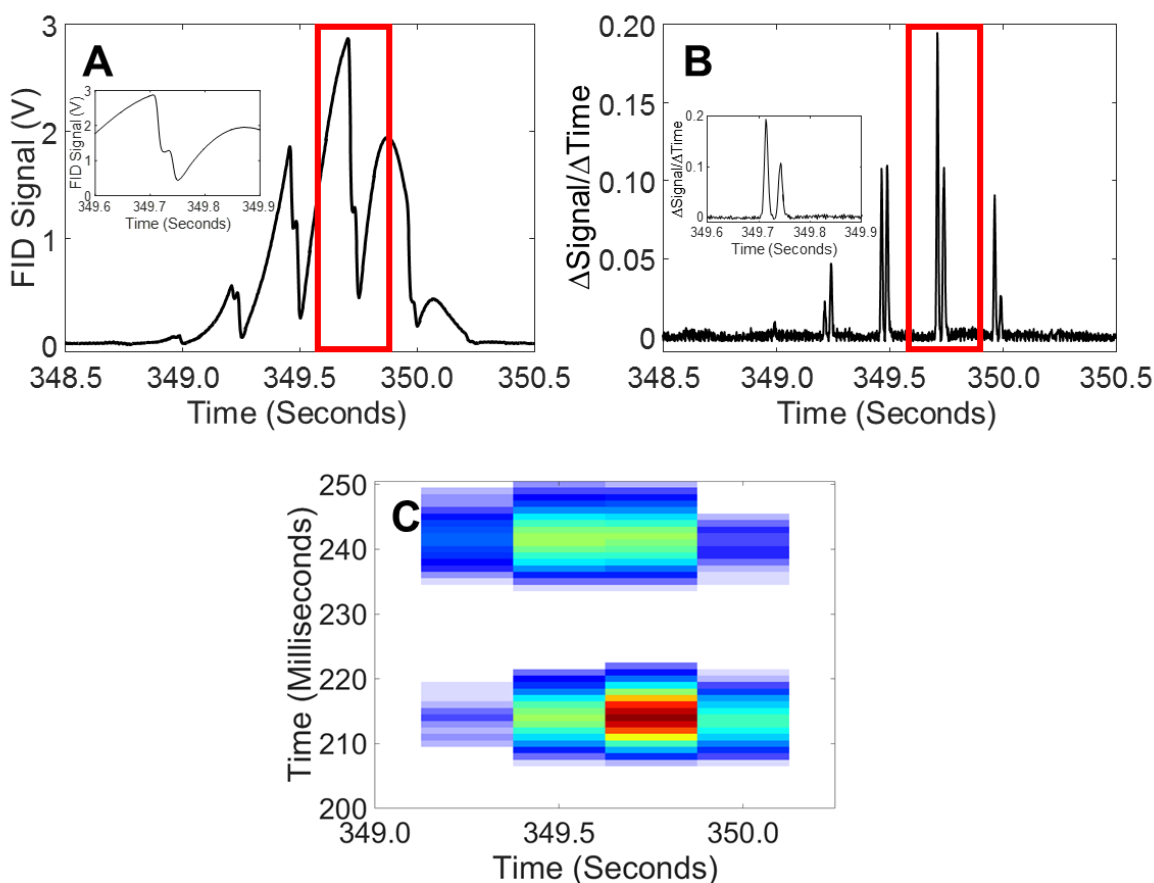 A
FID Signal (V)
3
2
1
0
348.5 349.0 349.5 350.0 350.5
Time (Seconds)
FID Signal (V)
3
2
1
0
349.6 349.7 349.8 349.9
Time (Seconds)
B
ΔSignal/ΔTime
0.20
0.15
0.10
0.05
0
348.5 349.0 349.5 350.0 350.5
Time (Seconds)
ΔSignal/ΔTime
0.2
0.1
0
349.6 349.7 349.8 349.9
Time (Seconds)
C
Time (Milliseconds)
250
240
230
220
210
200
349.0 349.5 350.0
Time (Seconds)